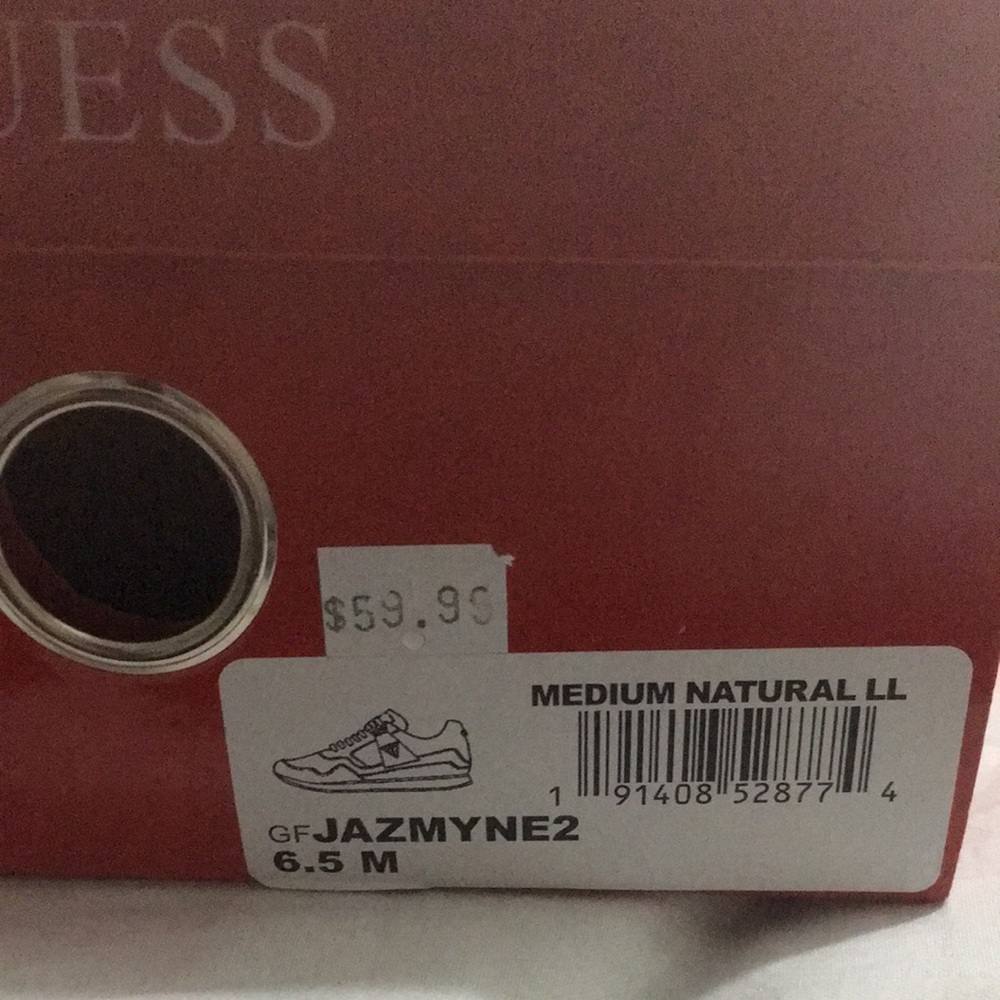 UESS
$59.99
MEDIUM NATURAL LL
1 91408 52877 4
GFJAZMYNE2
6.5 M